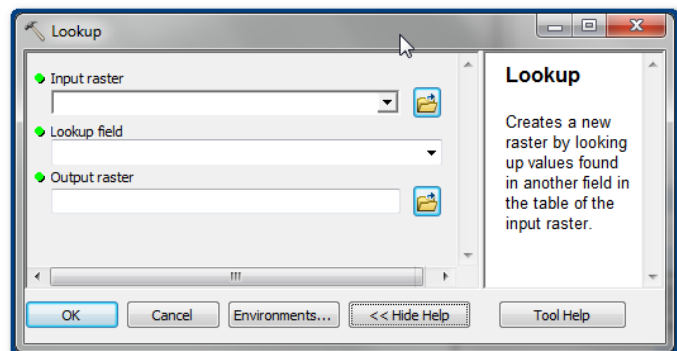 Lookup
Input raster
Lookup field
Output raster
OK
Cancel
Environments...
<< Hide Help
Lookup
Creates a new
raster by looking
up values found
in another field in
the table of the
input raster.
Tool Help